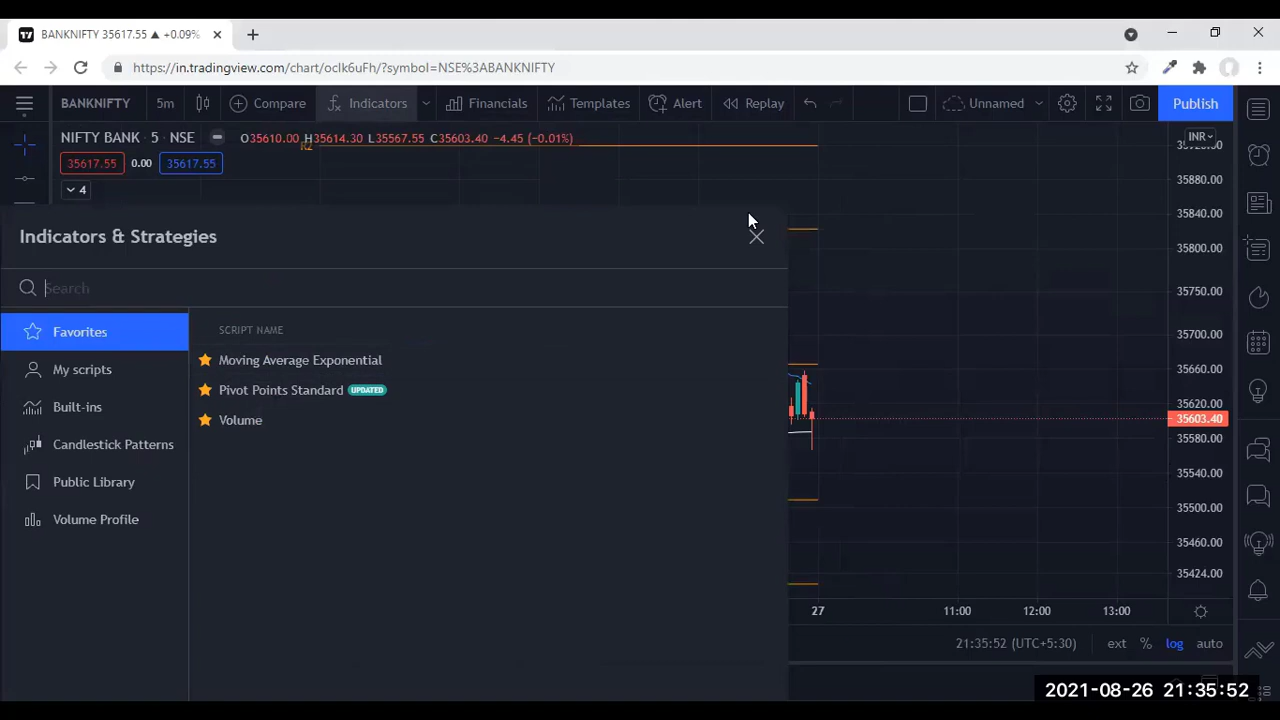 BANKNIFTY 35617.55 ▲ +0.09%
https://in.tradingview.com/chart/ocIk6uFh/?symbol=NSE%3ABANKNIFTY
BANKNIFTY 5m Compare Indicators Financials Templates Alert Replay Unnamed Publish
NIFTY BANK · 5 · NSE O35610.00 H35614.30 L35567.55 C35603.40 −4.45 (−0.01%) INR
R2
35617.55 0.00 35617.55
4
35880.00
35840.00
35800.00
35750.00
35700.00
35660.00
35620.00
35603.40
35580.00
35540.00
35500.00
35460.00
35424.00
Indicators & Strategies
Search
Favorites
My scripts
Built-ins
Candlestick Patterns
Public Library
Volume Profile
SCRIPT NAME
Moving Average Exponential
Pivot Points Standard UPDATED
Volume
27 11:00 12:00 13:00
21:35:52 (UTC+5:30) ext % log auto
2021-08-26 21:35:52